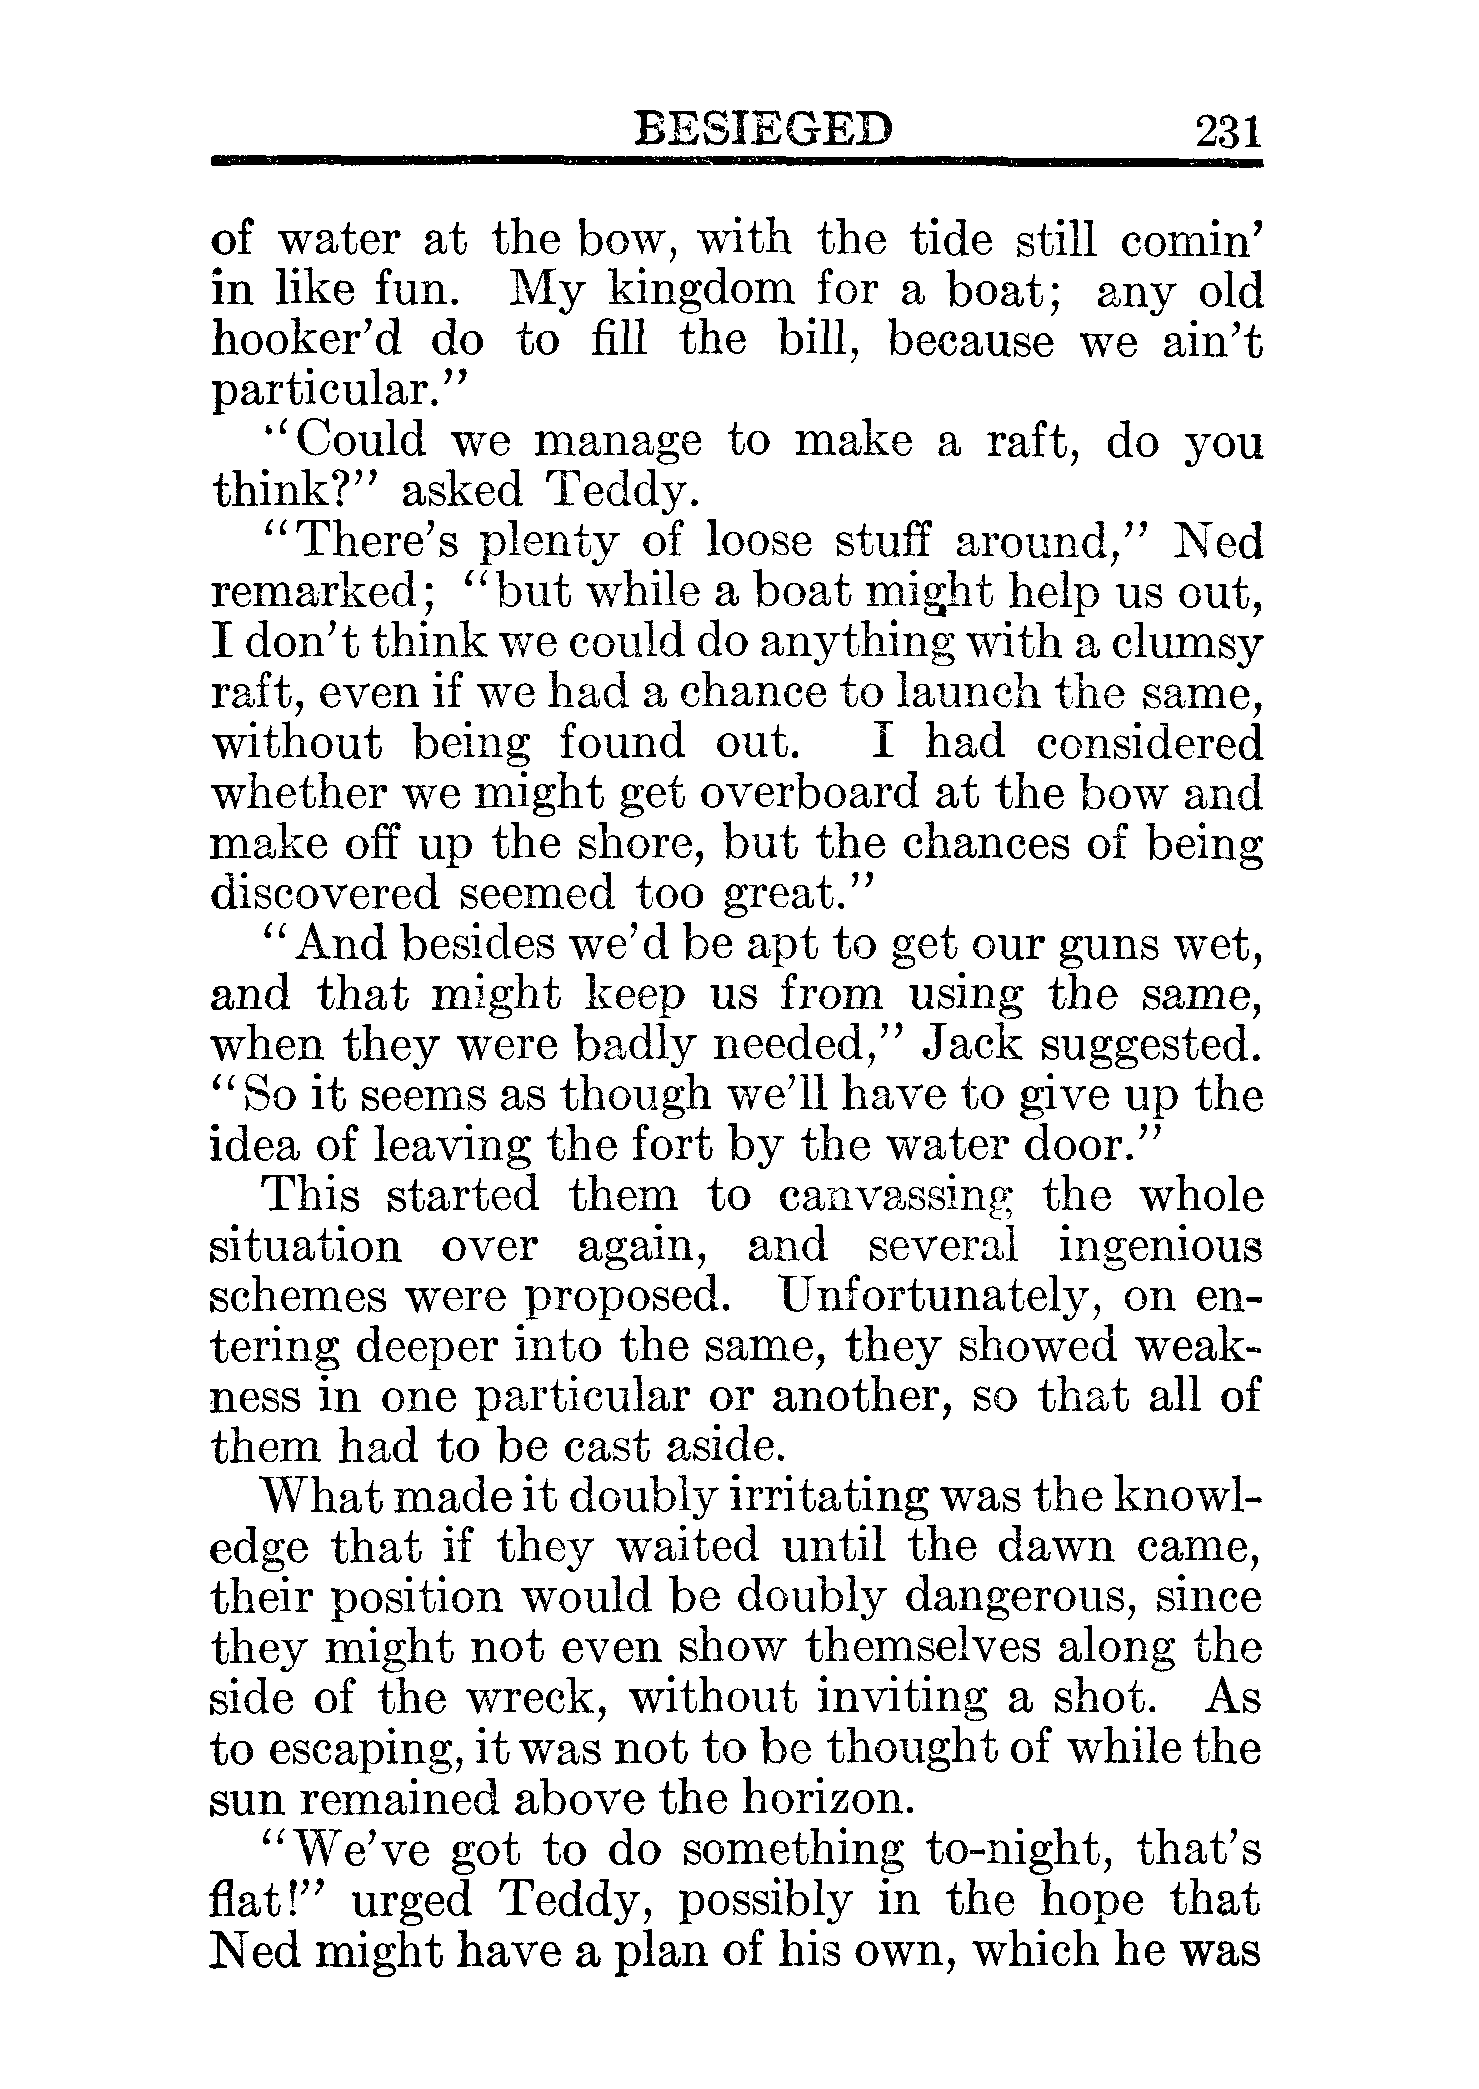 BESIEGED 231
of water at the bow, with the tide still comin'
in like fun. My kingdom for a boat; any old
hooker'd do to fill the bill, because we ain't
particular."
"Could we manage to make a raft, do you
think?" asked Teddy.
"There's plenty of loose stuff around," Ned
remarked; "but while a boat might help us out,
I don't think we could do anything with a clumsy
raft, even if we had a chance to launch the same,
without being found out. I had considered
whether we might get overboard at the bow and
make off up the shore, but the chances of being
discovered seemed too great."
"And besides we'd be apt to get our guns wet,
and that might keep us from using the same,
when they were badly needed," Jack suggested.
"So it seems as though we'll have to give up the
idea of leaving the fort by the water door."
This started them to canvassing the whole
situation over again, and several ingenious
schemes were proposed. Unfortunately, on en-
tering deeper into the same, they showed weak-
ness in one particular or another, so that all of
them had to be cast aside.
What made it doubly irritating was the knowl-
edge that if they waited until the dawn came,
their position would be doubly dangerous, since
they might not even show themselves along the
side of the wreck, without inviting a shot. As
to escaping, it was not to be thought of while the
sun remained above the horizon.
"We've got to do something to-night, that's
flat!" urged Teddy, possibly in the hope that
Ned might have a plan of his own, which he was